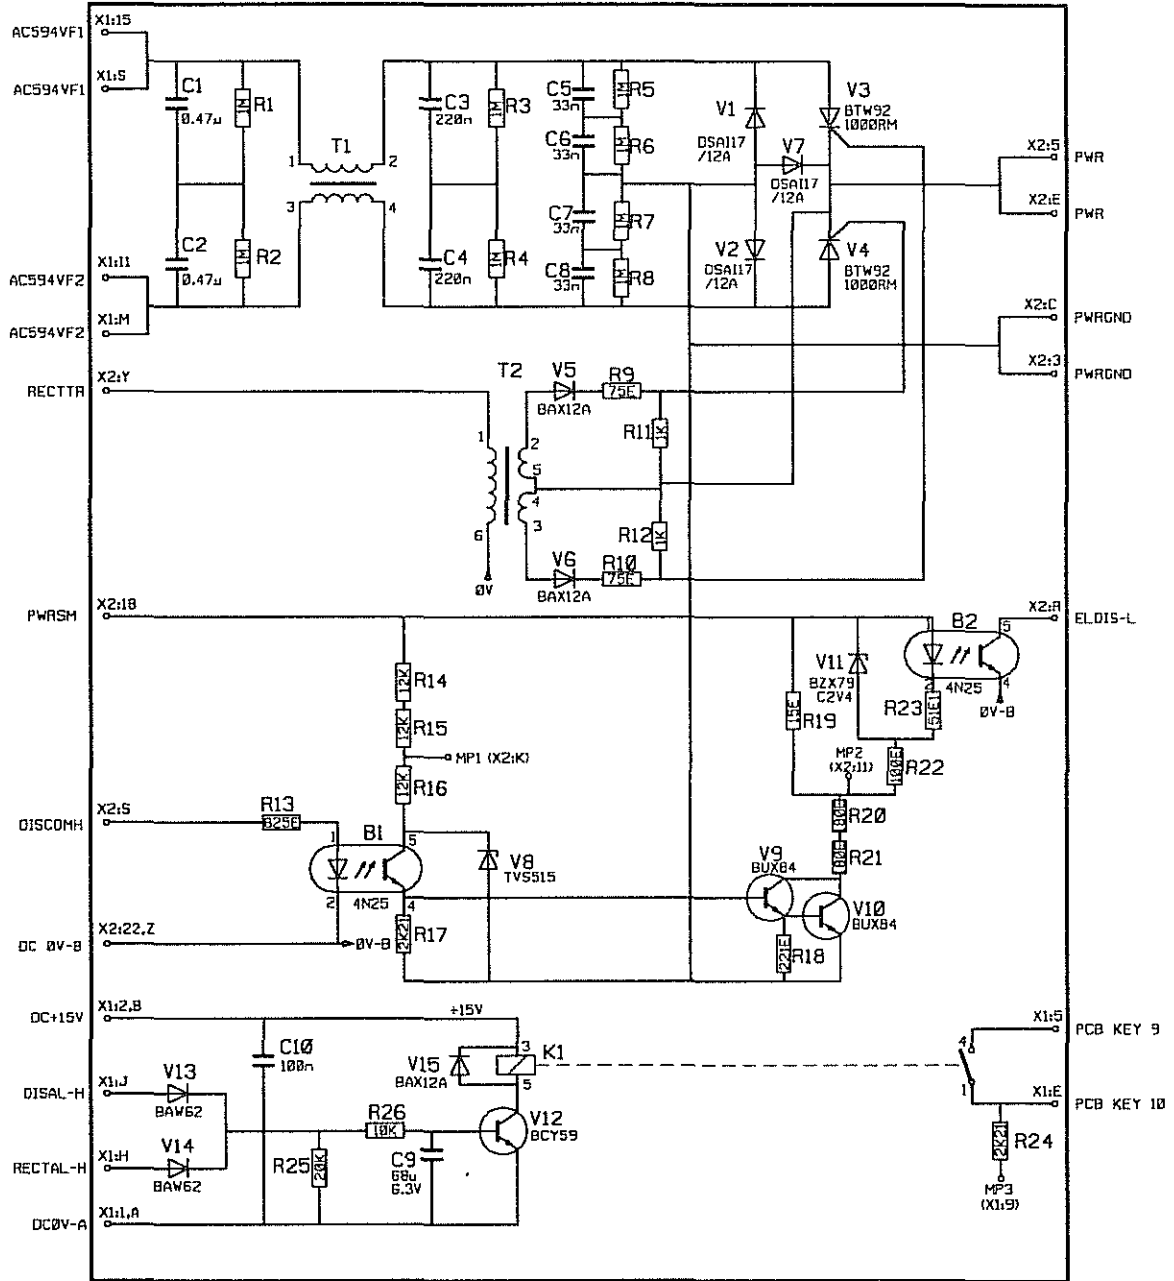 AC594VF1 X1:15
AC594VF1 X1:S
C1 0.47µ
1M R1
T1
1 2
3 4
C2 0.47µ
1M R2
AC594VF2 X1:11
AC594VF2 X1:M
C3 220n
1M R3
C4 220n
1M R4
C5 33n
1M R5
C6 33n
1M R6
C7 33n
1M R7
C8 33n
1M R8
V1
DSAI17
/12A
V7
DSAI17
/12A
V2
DSAI17
/12A
V3
BTW92
1000RM
V4
BTW92
1000RM
X2:5 PWR
X2:E PWR
X2:C PWRGND
X2:3 PWRGND
RECTTR X2:Y
T2
1
6
0V
2
5
4
3
V5
BAX12A
R9
75E
R11
1K
R12
1K
V6
BAX12A
R10
75E
PWRSM X2:18
R14
12K
R15
12K
MP1 (X2:K)
R16
12K
DISCOMH X2:S
R13
825E
B1
1
2
5
4
4N25
V8
TVS515
DC 0V-B X2:22,Z
0V-B
R17
2K21
R19
15E
V11
BZX79
C2V4
B2
1
2
5
4
4N25
X2:A ELDIS-L
0V-B
R23
51E1
R22
100E
MP2
(X2:11)
R20
80E
R21
80E
V9
BUX84
V10
BUX84
R18
221E
DC+15V X1:2,B
+15V
C10
100n
V15
BAX12A
3
5
K1
V13
BAW62
DISAL-H X1:J
V14
BAW62
RECTAL-H X1:H
R26
10K
R25
20K
C9
68u
6.3V
V12
BCY59
DC0V-A X1:1,A
X1:5 PCB KEY 9
4
1
X1:E PCB KEY 10
R24
2K21
MP3
(X1:9)